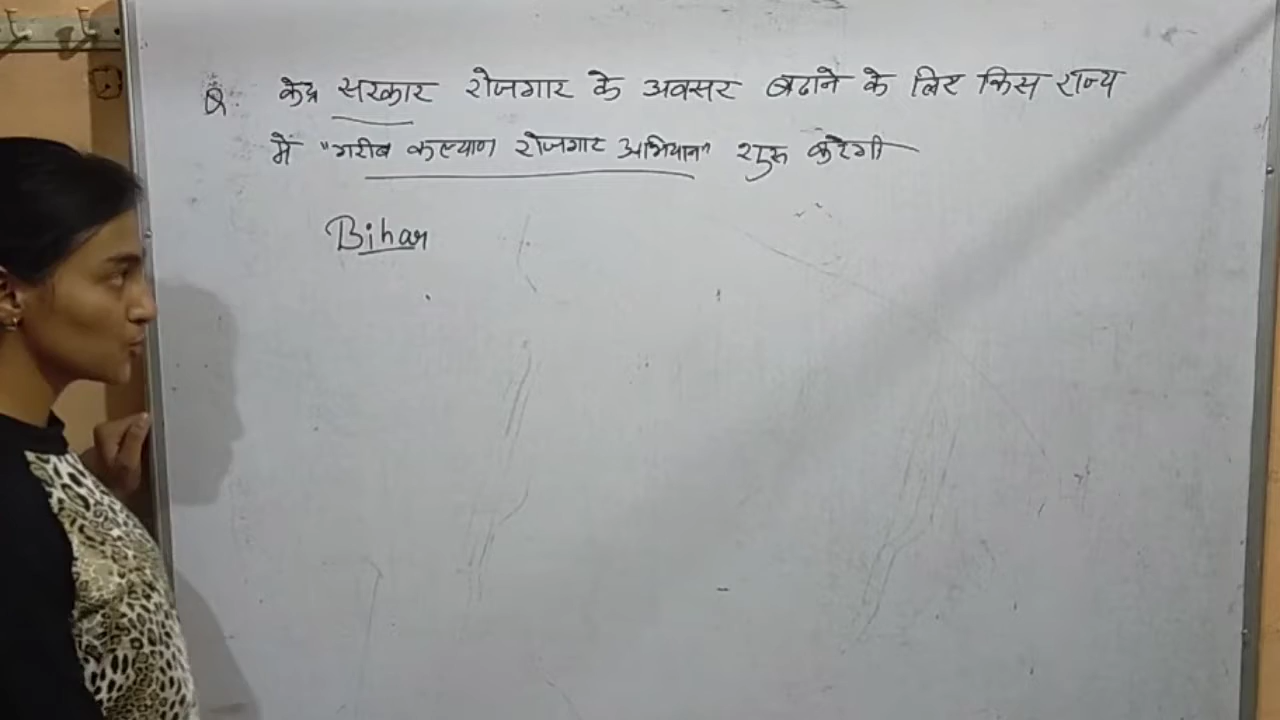 Q. केंद्र सरकार रोजगार के अवसर बढाने के लिए किस राज्य
में "गरीब कल्याण रोजगार अभियान" शुरू करेगी
Bihar